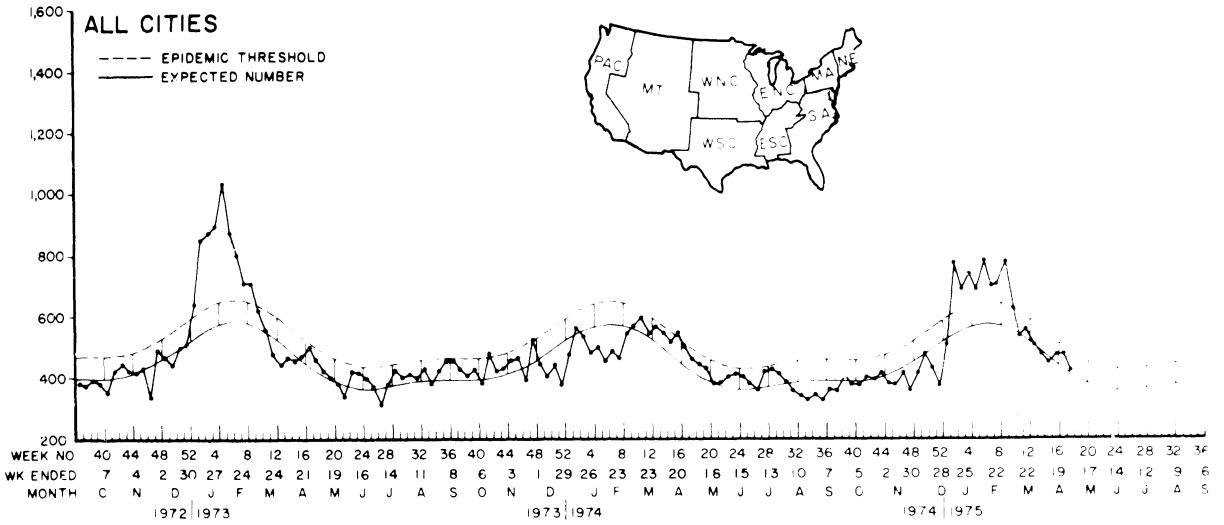 1,600
ALL CITIES
EPIDEMIC THRESHOLD
EXPECTED NUMBER
1,400
1,200
1,000
800
600
400
200
PAC MT WNC ENC MA NE
WSC ESC SA
WEEK NO 40 44 48 52 4 8 12 16 20 24 28 32 36 40 44 48 52 4 8 12 16 20 24 28 32 36 40 44 48 52 4 8 12 16 20 24 28 32 36
WK ENDED 7 4 2 30 27 24 24 21 19 16 14 11 8 6 3 1 29 26 23 23 20 18 15 13 10 7 5 2 30 28 25 22 22 19 17 14 12 9 6
MONTH O N D J F M A M J J A S O N D J F M A M J J A S O N D J F M A M J J A S
1972 1973 1973 1974 1974 1975